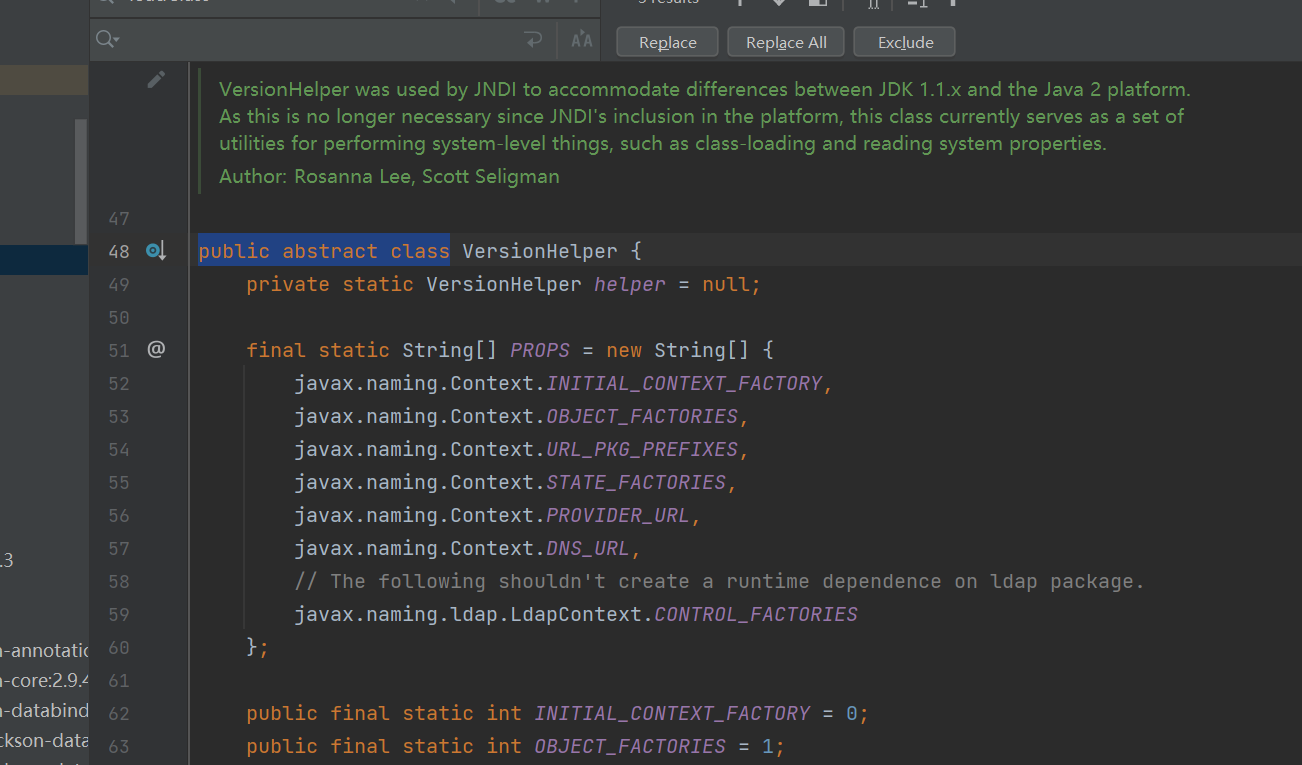 Replace
Replace All
Exclude
VersionHelper was used by JNDI to accommodate differences between JDK 1.1.x and the Java 2 platform.
As this is no longer necessary since JNDI's inclusion in the platform, this class currently serves as a set of
utilities for performing system-level things, such as class-loading and reading system properties.
Author: Rosanna Lee, Scott Seligman
47
48 public abstract class VersionHelper {
49 private static VersionHelper helper = null;
50
51 @ final static String[] PROPS = new String[] {
52 javax.naming.Context.INITIAL_CONTEXT_FACTORY,
53 javax.naming.Context.OBJECT_FACTORIES,
54 javax.naming.Context.URL_PKG_PREFIXES,
55 javax.naming.Context.STATE_FACTORIES,
56 javax.naming.Context.PROVIDER_URL,
57 javax.naming.Context.DNS_URL,
58 // The following shouldn't create a runtime dependence on ldap package.
59 javax.naming.ldap.LdapContext.CONTROL_FACTORIES
60 };
61
62 public final static int INITIAL_CONTEXT_FACTORY = 0;
63 public final static int OBJECT_FACTORIES = 1;
.3
-annotatio
-core:2.9.4
-databind
ckson-data